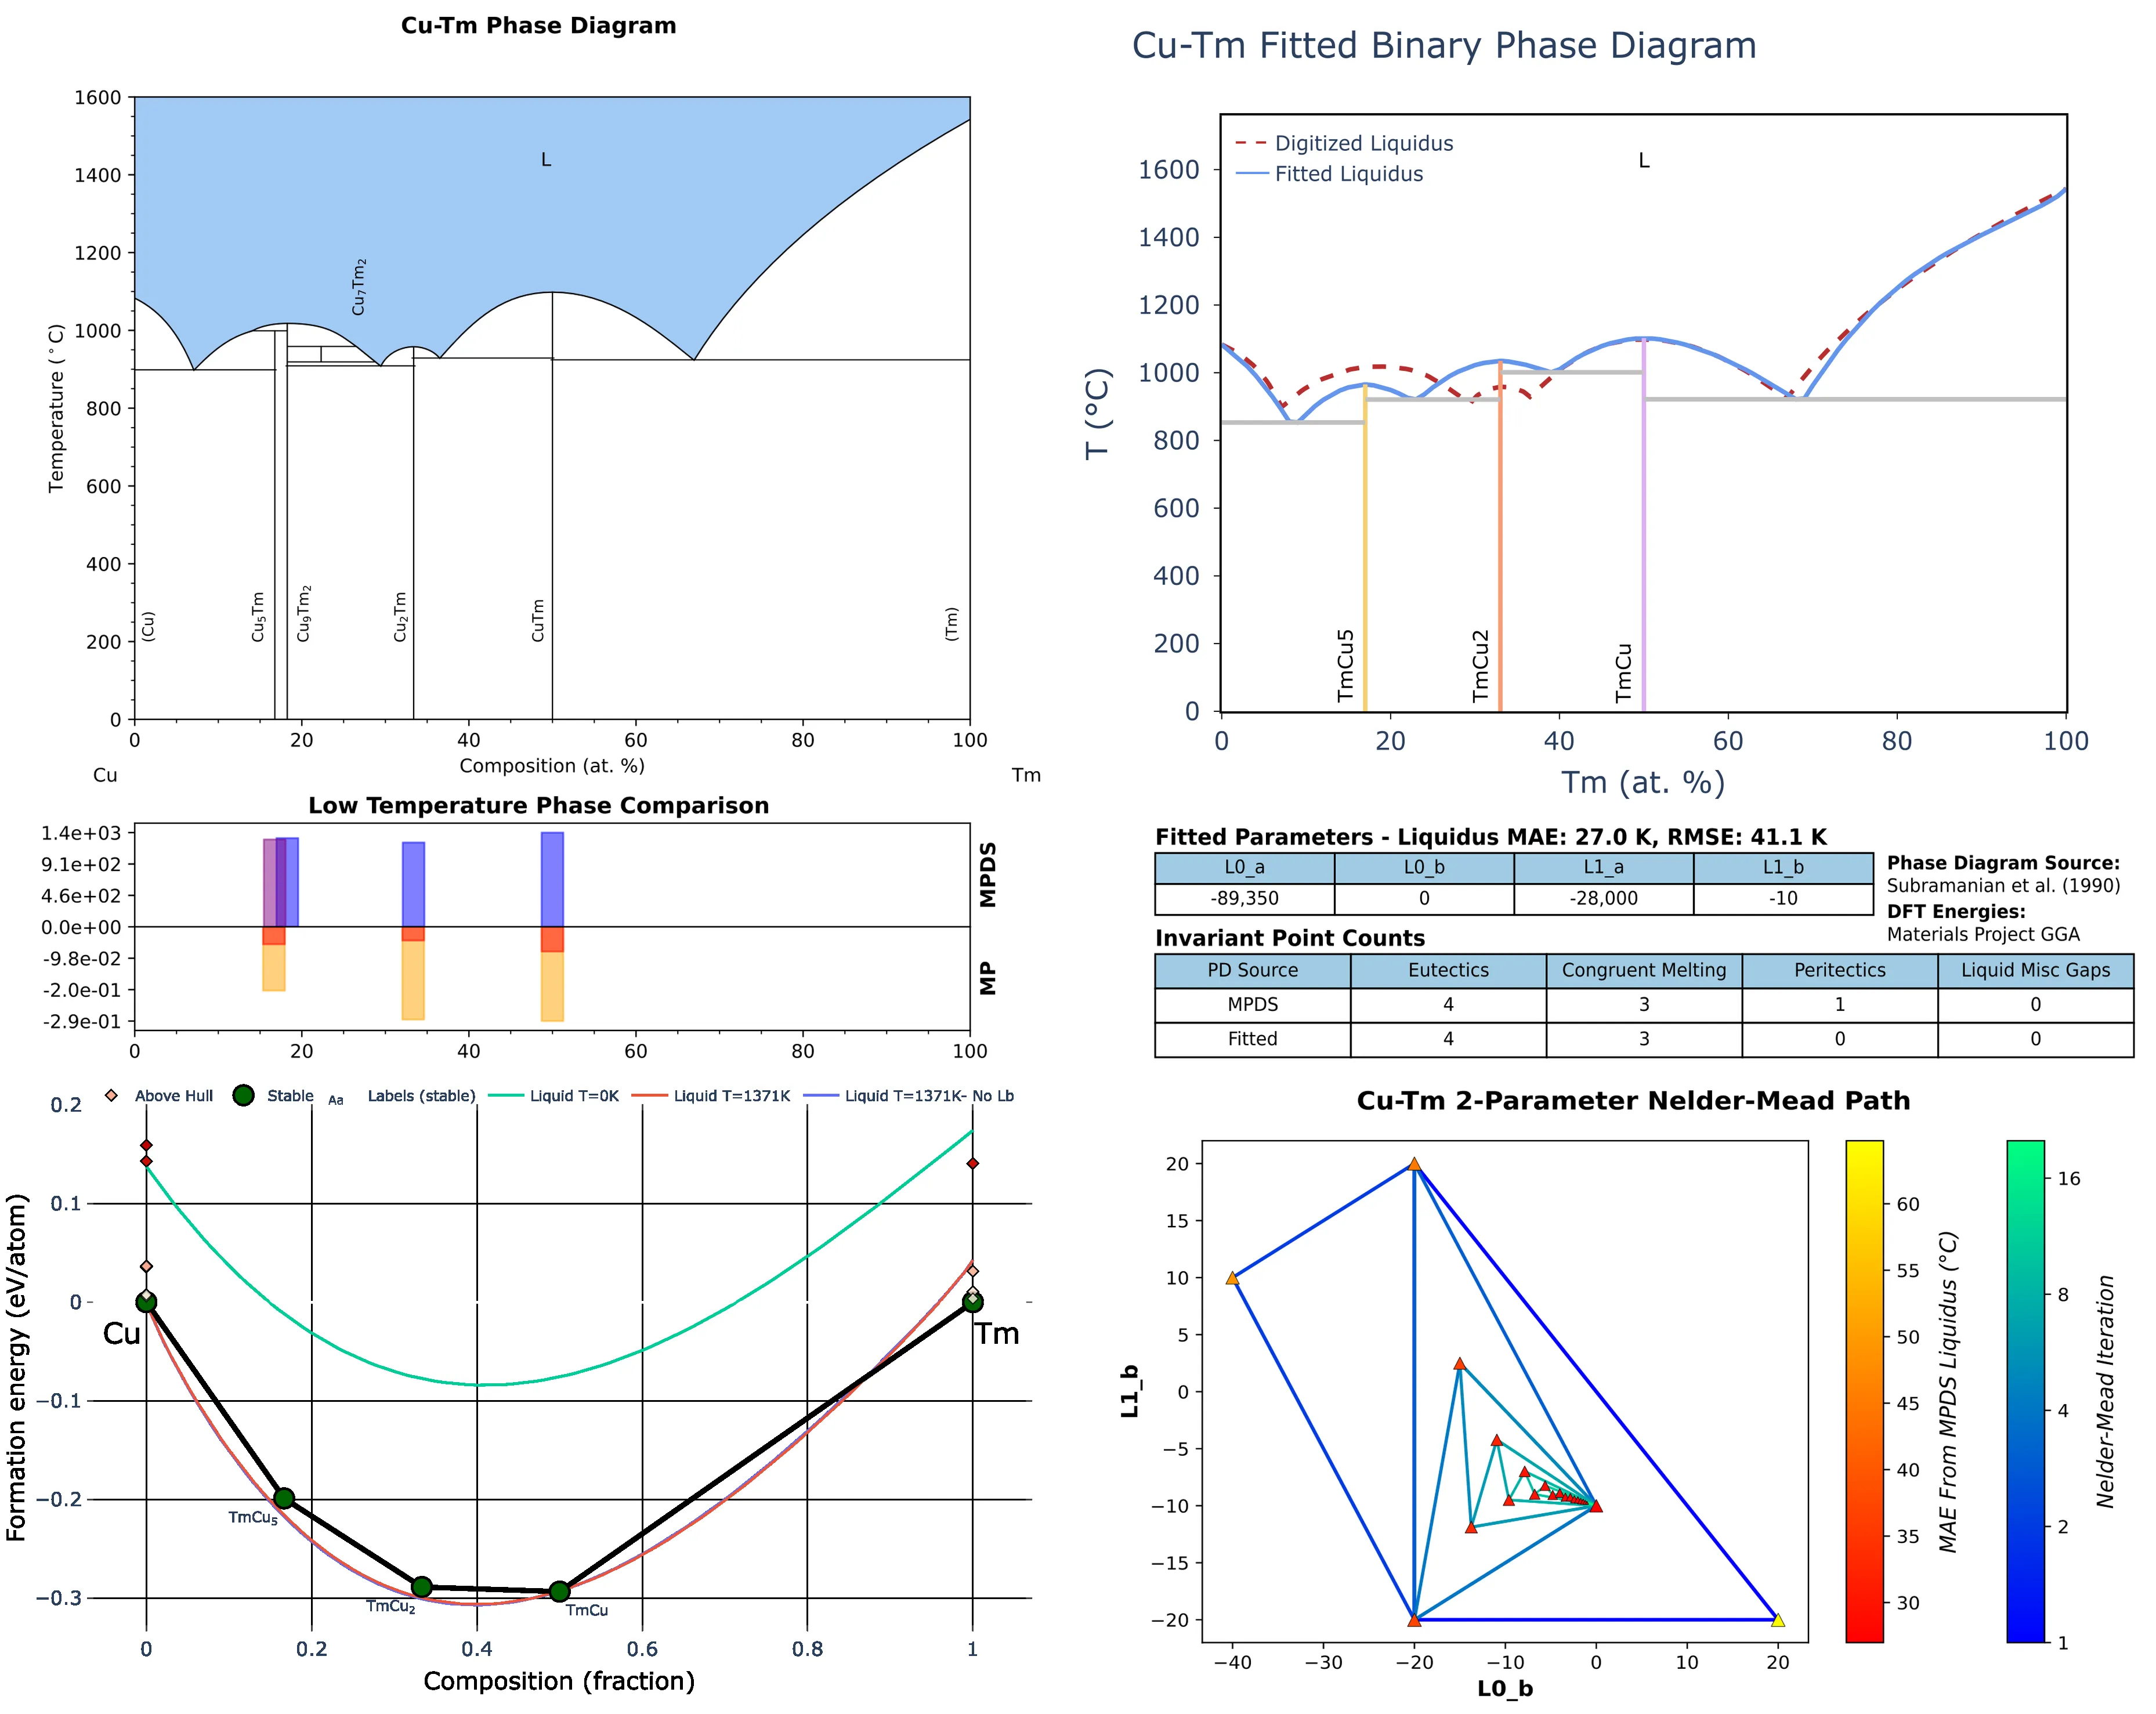 Cu-Tm Phase Diagram
1600
1400
1200
1000
800
600
400
200
0
Temperature (°C)
L
Cu₇Tm₂
(Cu)
Cu₅Tm
Cu₉Tm₂
Cu₂Tm
CuTm
(Tm)
0 20 40 60 80 100
Composition (at. %)
Cu Tm
Cu-Tm Fitted Binary Phase Diagram
Digitized Liquidus
Fitted Liquidus
L
1600
1400
1200
1000
800
600
400
200
0
T (°C)
TmCu5
TmCu2
TmCu
0 20 40 60 80 100
Tm (at. %)
Low Temperature Phase Comparison
1.4e+03
9.1e+02
4.6e+02
0.0e+00
-9.8e-02
-2.0e-01
-2.9e-01
MPDS
MP
0 20 40 60 80 100
Fitted Parameters - Liquidus MAE: 27.0 K, RMSE: 41.1 K
L0_a L0_b L1_a L1_b
-89,350 0 -28,000 -10
Phase Diagram Source:
Subramanian et al. (1990)
DFT Energies:
Materials Project GGA
Invariant Point Counts
PD Source Eutectics Congruent Melting Peritectics Liquid Misc Gaps
MPDS 4 3 1 0
Fitted 4 3 0 0
Above Hull Stable Aa Labels (stable) Liquid T=0K Liquid T=1371K Liquid T=1371K- No Lb
0.2
0.1
0
−0.1
−0.2
−0.3
Formation energy (eV/atom)
Cu
Tm
TmCu₅
TmCu₂
TmCu
0 0.2 0.4 0.6 0.8 1
Composition (fraction)
Cu-Tm 2-Parameter Nelder-Mead Path
20
15
10
5
0
−5
−10
−15
−20
L1_b
−40 −30 −20 −10 0 10 20
L0_b
60
55
50
45
40
35
30
MAE From MPDS Liquidus (°C)
16
8
4
2
1
Nelder-Mead Iteration